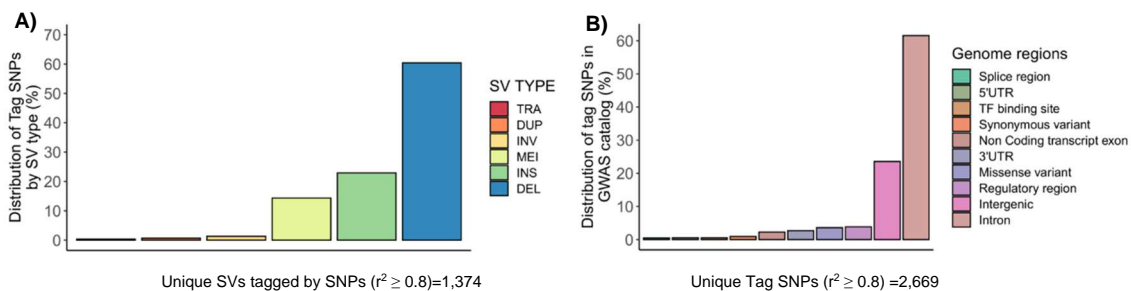 A)
Distribution of Tag SNPs
by SV type (%)
70
60
50
40
30
20
10
0
SV TYPE
TRA
DUP
INV
MEI
INS
DEL
Unique SVs tagged by SNPs (r² ≥ 0.8)=1,374
B)
Distribution of tag SNPs in
GWAS catalog (%)
60
50
40
30
20
10
0
Genome regions
Splice region
5'UTR
TF binding site
Synonymous variant
Non Coding transcript exon
3'UTR
Missense variant
Regulatory region
Intergenic
Intron
Unique Tag SNPs (r² ≥ 0.8) =2,669